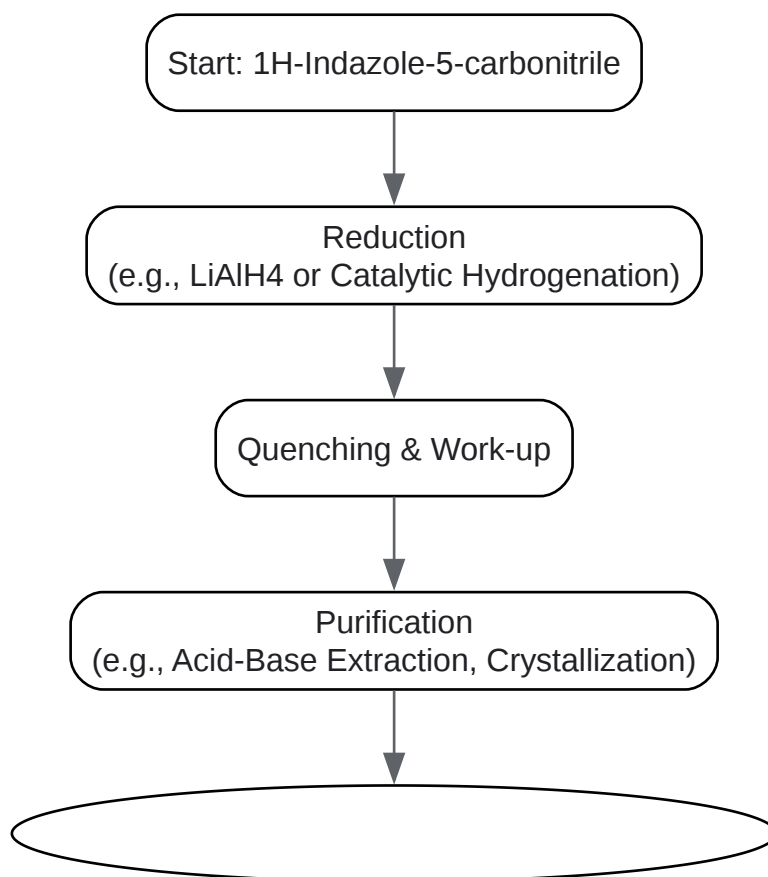 Start: 1H-Indazole-5-carbonitrile
Reduction
(e.g., LiAlH4 or Catalytic Hydrogenation)
Quenching & Work-up
Purification
(e.g., Acid-Base Extraction, Crystallization)